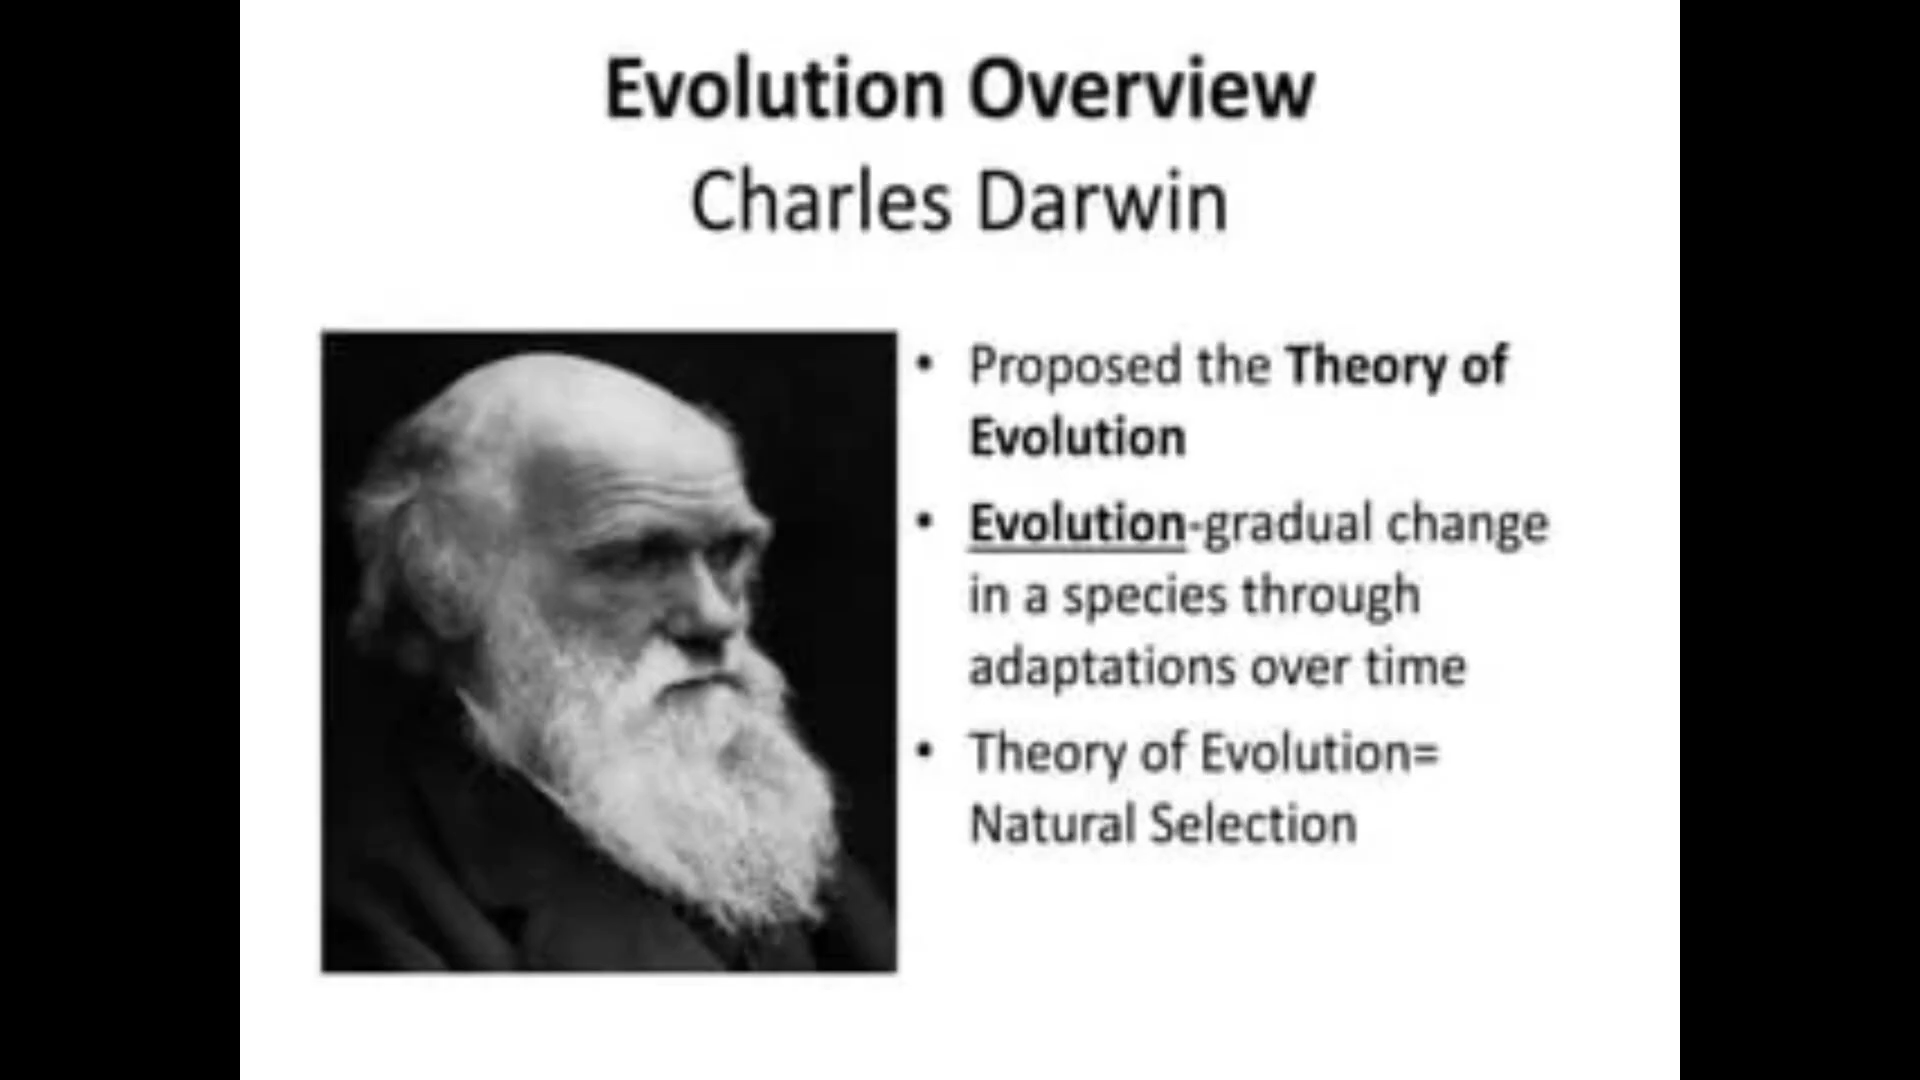 Evolution Overview
Charles Darwin
• Proposed the Theory of
Evolution
• Evolution-gradual change
in a species through
adaptations over time
• Theory of Evolution=
Natural Selection